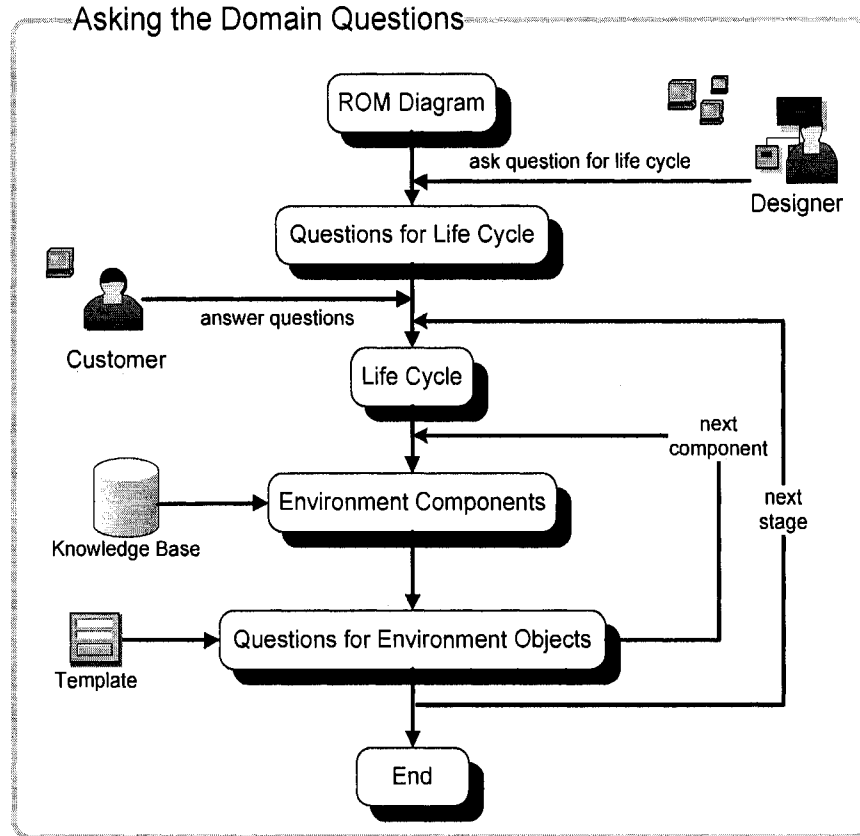 Asking the Domain Questions
ROM Diagram
ask question for life cycle
Designer
Questions for Life Cycle
answer questions
Customer
Life Cycle
next
component
Environment Components
Knowledge Base
next
stage
Questions for Environment Objects
Template
End